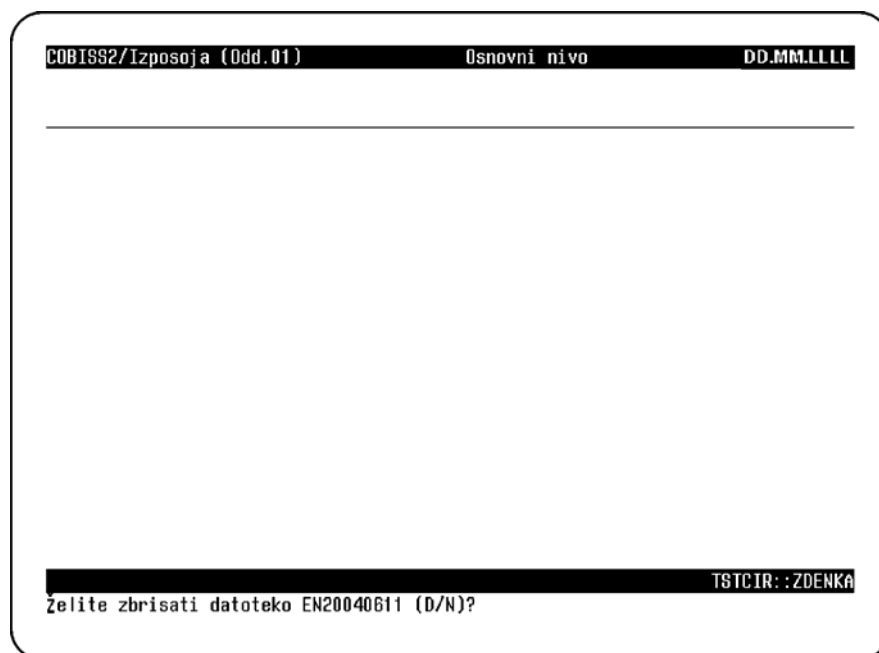 COBISS2/Izposoja (Odd.01) Osnovni nivo DD.MM.LLLL
TSTCIR::ZDENKA
Želite zbrisati datoteko EN20040611 (D/N)?